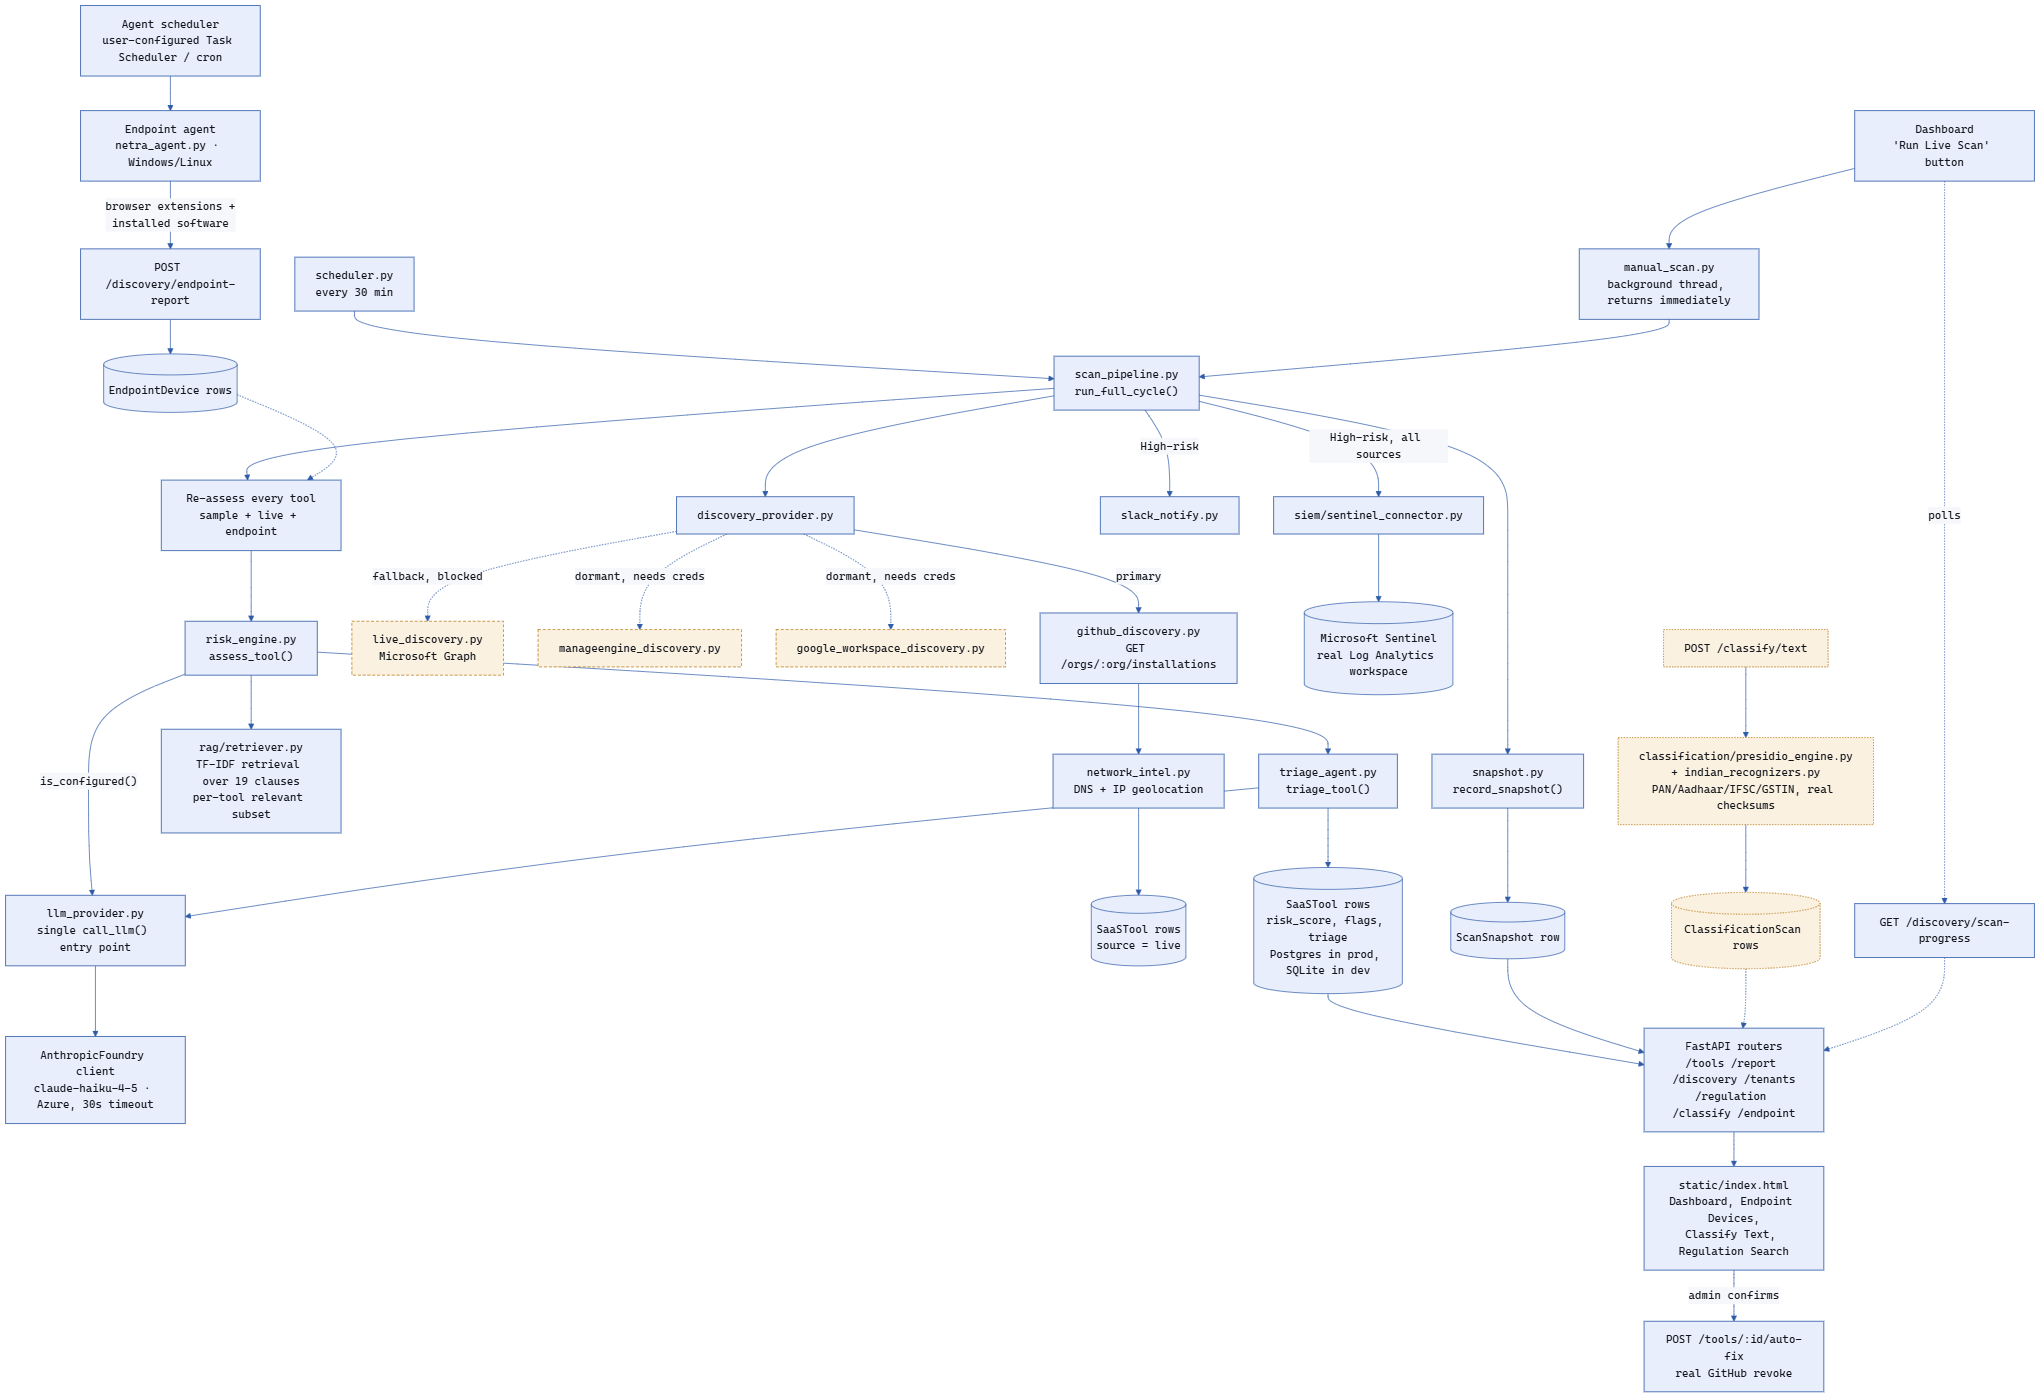 Agent scheduler
user-configured Task
Scheduler / cron
Endpoint agent
netra_agent.py ·
Windows/Linux
Dashboard
'Run Live Scan'
button
browser extensions +
installed software
POST
/discovery/endpoint-
report
scheduler.py
every 30 min
manual_scan.py
background thread,
returns immediately
EndpointDevice rows
scan_pipeline.py
run_full_cycle()
High-risk
High-risk, all
sources
Re-assess every tool
sample + live +
endpoint
discovery_provider.py
slack_notify.py
siem/sentinel_connector.py
polls
fallback, blocked
dormant, needs creds
dormant, needs creds
primary
risk_engine.py
assess_tool()
live_discovery.py
Microsoft Graph
manageengine_discovery.py
google_workspace_discovery.py
github_discovery.py
GET
/orgs/:org/installations
Microsoft Sentinel
real Log Analytics
workspace
POST /classify/text
is_configured()
rag/retriever.py
TF-IDF retrieval
over 19 clauses
per-tool relevant
subset
network_intel.py
DNS + IP geolocation
triage_agent.py
triage_tool()
snapshot.py
record_snapshot()
classification/presidio_engine.py
+ indian_recognizers.py
PAN/Aadhaar/IFSC/GSTIN, real
checksums
llm_provider.py
single call_llm()
entry point
SaaSTool rows
source = live
SaaSTool rows
risk_score, flags,
triage
Postgres in prod,
SQLite in dev
ScanSnapshot row
ClassificationScan
rows
GET /discovery/scan-
progress
AnthropicFoundry
client
claude-haiku-4-5 ·
Azure, 30s timeout
FastAPI routers
/tools /report
/discovery /tenants
/regulation
/classify /endpoint
static/index.html
Dashboard, Endpoint
Devices,
Classify Text,
Regulation Search
admin confirms
POST /tools/:id/auto-
fix
real GitHub revoke